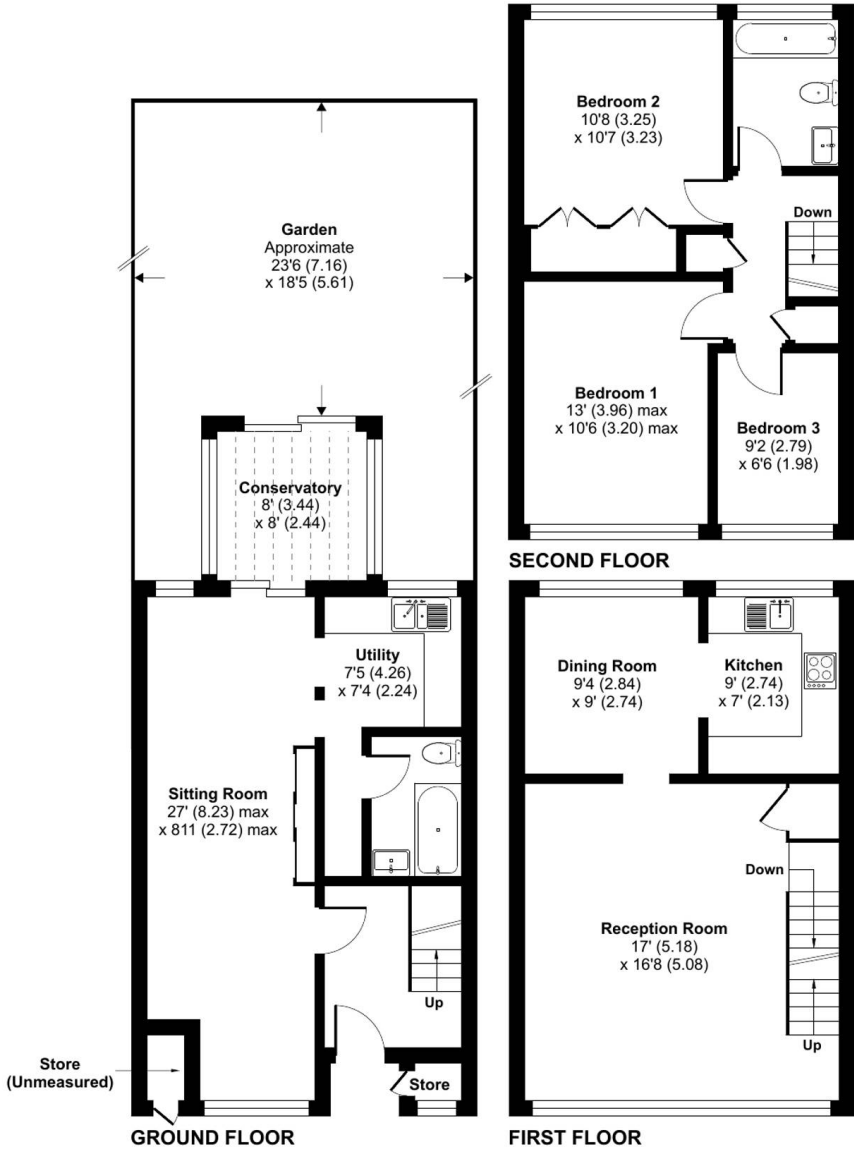 Bedroom 2
10'8 (3.25)
x 10'7 (3.23)
Down
Garden
Approximate
23'6 (7.16)
x 18'5 (5.61)
Bedroom 1
13' (3.96) max
x 10'6 (3.20) max
Bedroom 3
9'2 (2.79)
x 6'6 (1.98)
Conservatory
8' (3.44)
x 8' (2.44)
SECOND FLOOR
Utility
7'5 (4.26)
x 7'4 (2.24)
Dining Room
9'4 (2.84)
x 9' (2.74)
Kitchen
9' (2.74)
x 7' (2.13)
Sitting Room
27' (8.23) max
x 811 (2.72) max
Down
Reception Room
17' (5.18)
x 16'8 (5.08)
Up
Up
Store
(Unmeasured)
Store
GROUND FLOOR
FIRST FLOOR